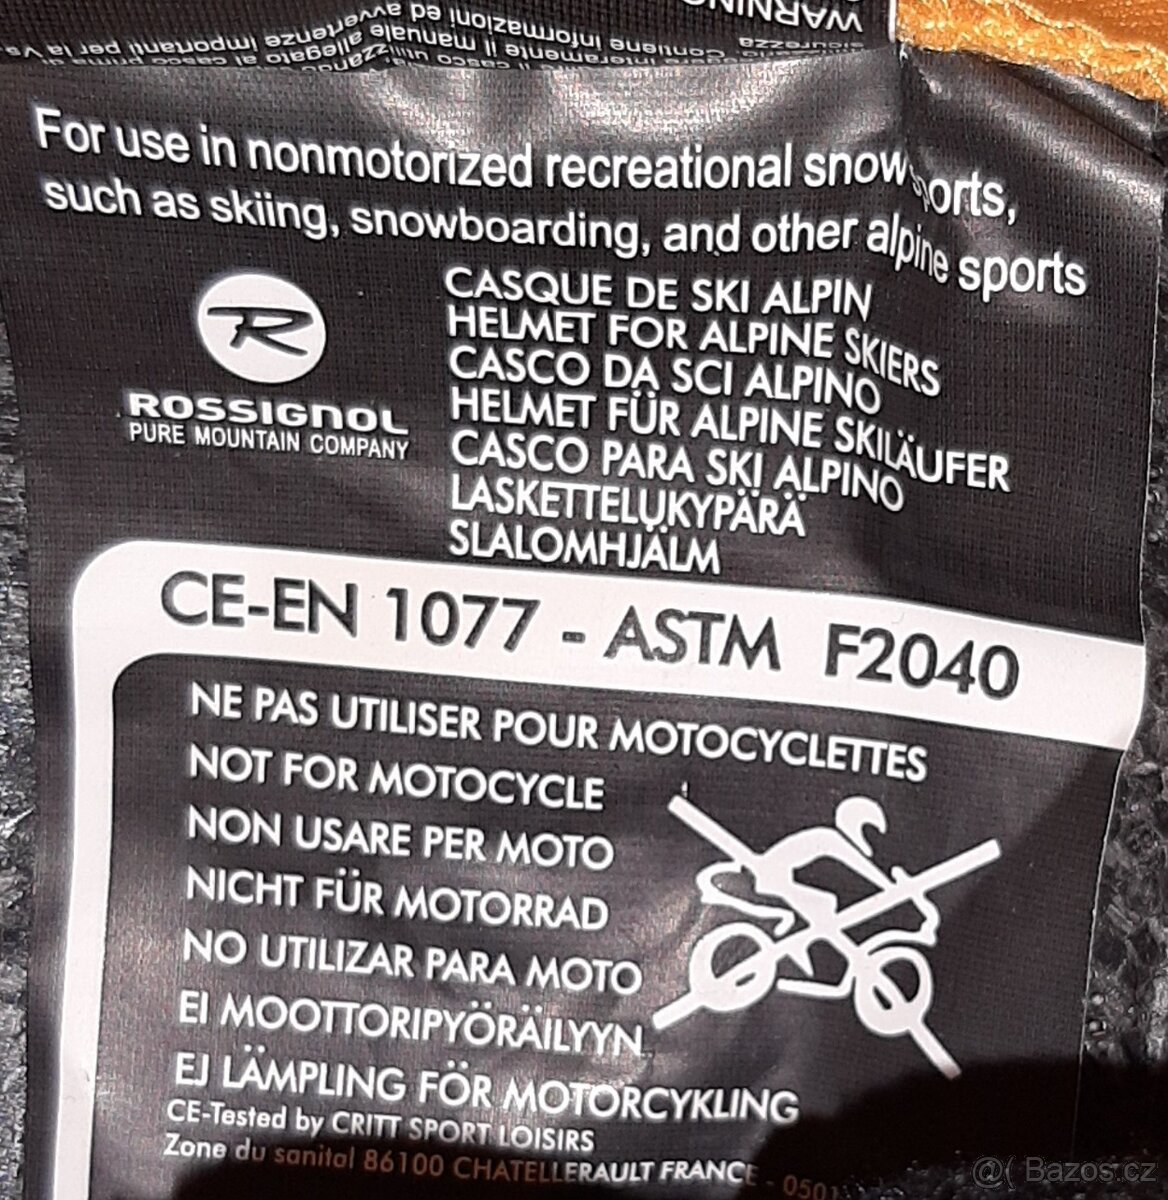 WARNING
For use in nonmotorized recreational snowsports,
such as skiing, snowboarding, and other alpine sports
R
ROSSIGNOL
PURE MOUNTAIN COMPANY
CASQUE DE SKI ALPIN
HELMET FOR ALPINE SKIERS
CASCO DA SCI ALPINO
HELMET FÜR ALPINE SKILÄUFER
CASCO PARA SKI ALPINO
LASKETTELUKYPÄRÄ
SLALOMHJÄLM
CE-EN 1077 - ASTM F2040
NE PAS UTILISER POUR MOTOCYCLETTES
NOT FOR MOTOCYCLE
NON USARE PER MOTO
NICHT FÜR MOTORRAD
NO UTILIZAR PARA MOTO
EI MOOTTORIPYÖRÄILYYN
EJ LÄMPLING FÖR MOTORCYKLING
CE-Tested by CRITT SPORT LOISIRS
Zone du sanital 86100 CHATELLERAULT FRANCE - 0501
@( Bazos.cz